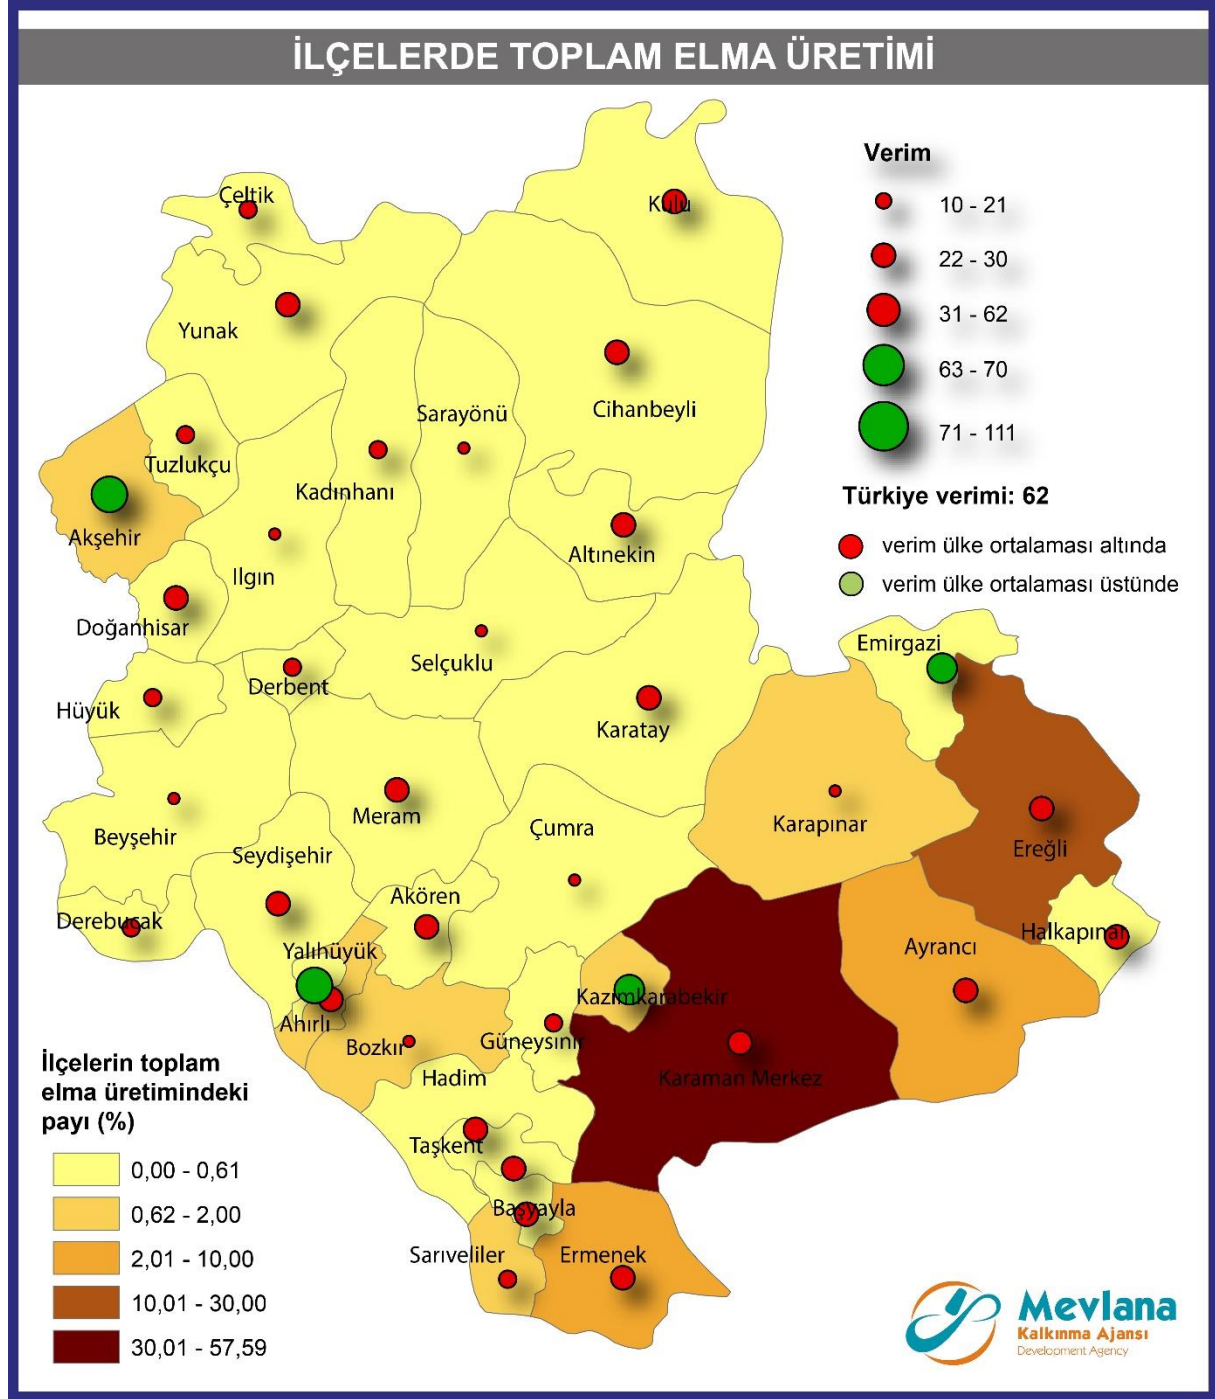 İLÇELERDE TOPLAM ELMA ÜRETİMİ
Verim
10 - 21
22 - 30
31 - 62
63 - 70
71 - 111
Türkiye verimi: 62
verim ülke ortalaması altında
verim ülke ortalaması üstünde
Çeltik
Kulu
Yunak
Cihanbeyli
Sarayönü
Tuzlukçu
Kadınhanı
Akşehir
Altınekin
Ilgın
Doğanhisar
Emirgazi
Selçuklu
Derbent
Hüyük
Karatay
Meram
Karapınar
Çumra
Beyşehir
Ereğli
Seydişehir
Akören
Derebucak
Halkapınar
Ayrancı
Yalıhüyük
Kazımkarabekir
Ahırlı
Güneysınır
Bozkır
Hadim
Karaman Merkez
Taşkent
Başyayla
Sarıveliler
Ermenek
İlçelerin toplam
elma üretimindeki
payı (%)
0,00 - 0,61
0,62 - 2,00
2,01 - 10,00
10,01 - 30,00
30,01 - 57,59
Mevlana
Kalkınma Ajansı
Development Agency